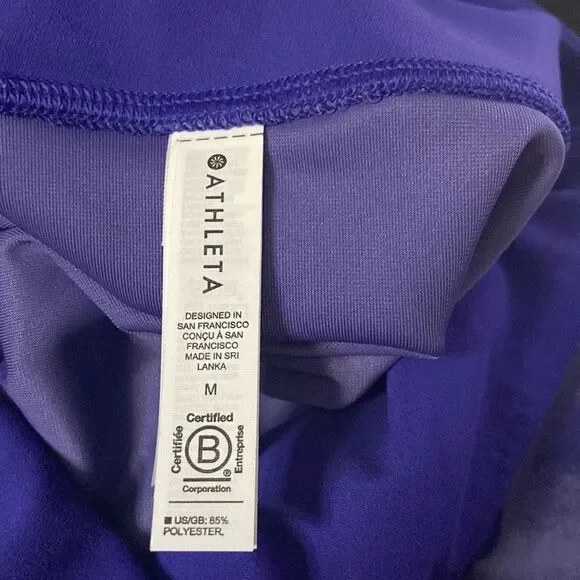 ATHLETA
DESIGNED IN
SAN FRANCISCO
CONÇU À SAN
FRANCISCO
MADE IN SRI
LANKA
M
Certified
Certifiée
B
Entreprise
Corporation
US/GB: 85%
POLYESTER,